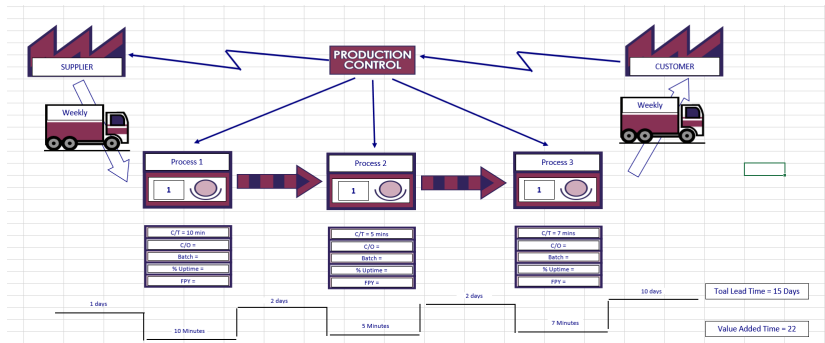 PRODUCTION
CONTROL
SUPPLIER
CUSTOMER
Weekly
Weekly
Process 1
Process 2
Process 3
1
1
1
C/T = 10 min
C/O =
Batch =
% Uptime =
FPY =
C/T = 5 mins
C/O =
Batch =
% Uptime =
FPY =
C/T = 7 mins
C/O =
Batch =
% Uptime =
FPY =
1 days
2 days
2 days
10 days
10 Minutes
5 Minutes
7 Minutes
Toal Lead Time = 15 Days
Value Added Time = 22